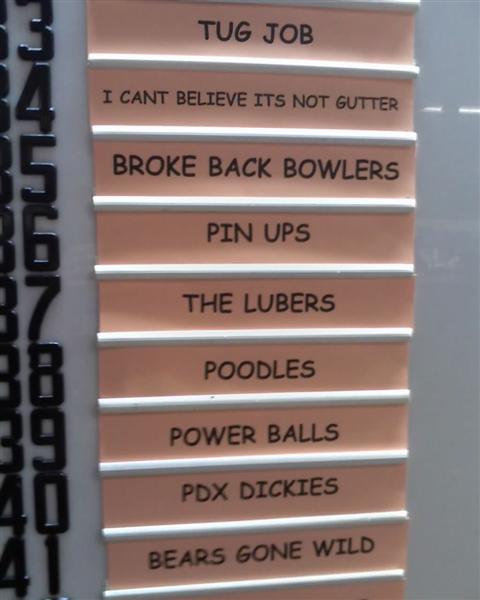 33 TUG JOB
34 I CANT BELIEVE ITS NOT GUTTER
35 BROKE BACK BOWLERS
36 PIN UPS
37 THE LUBERS
38 POODLES
39 POWER BALLS
40 PDX DICKIES
41 BEARS GONE WILD